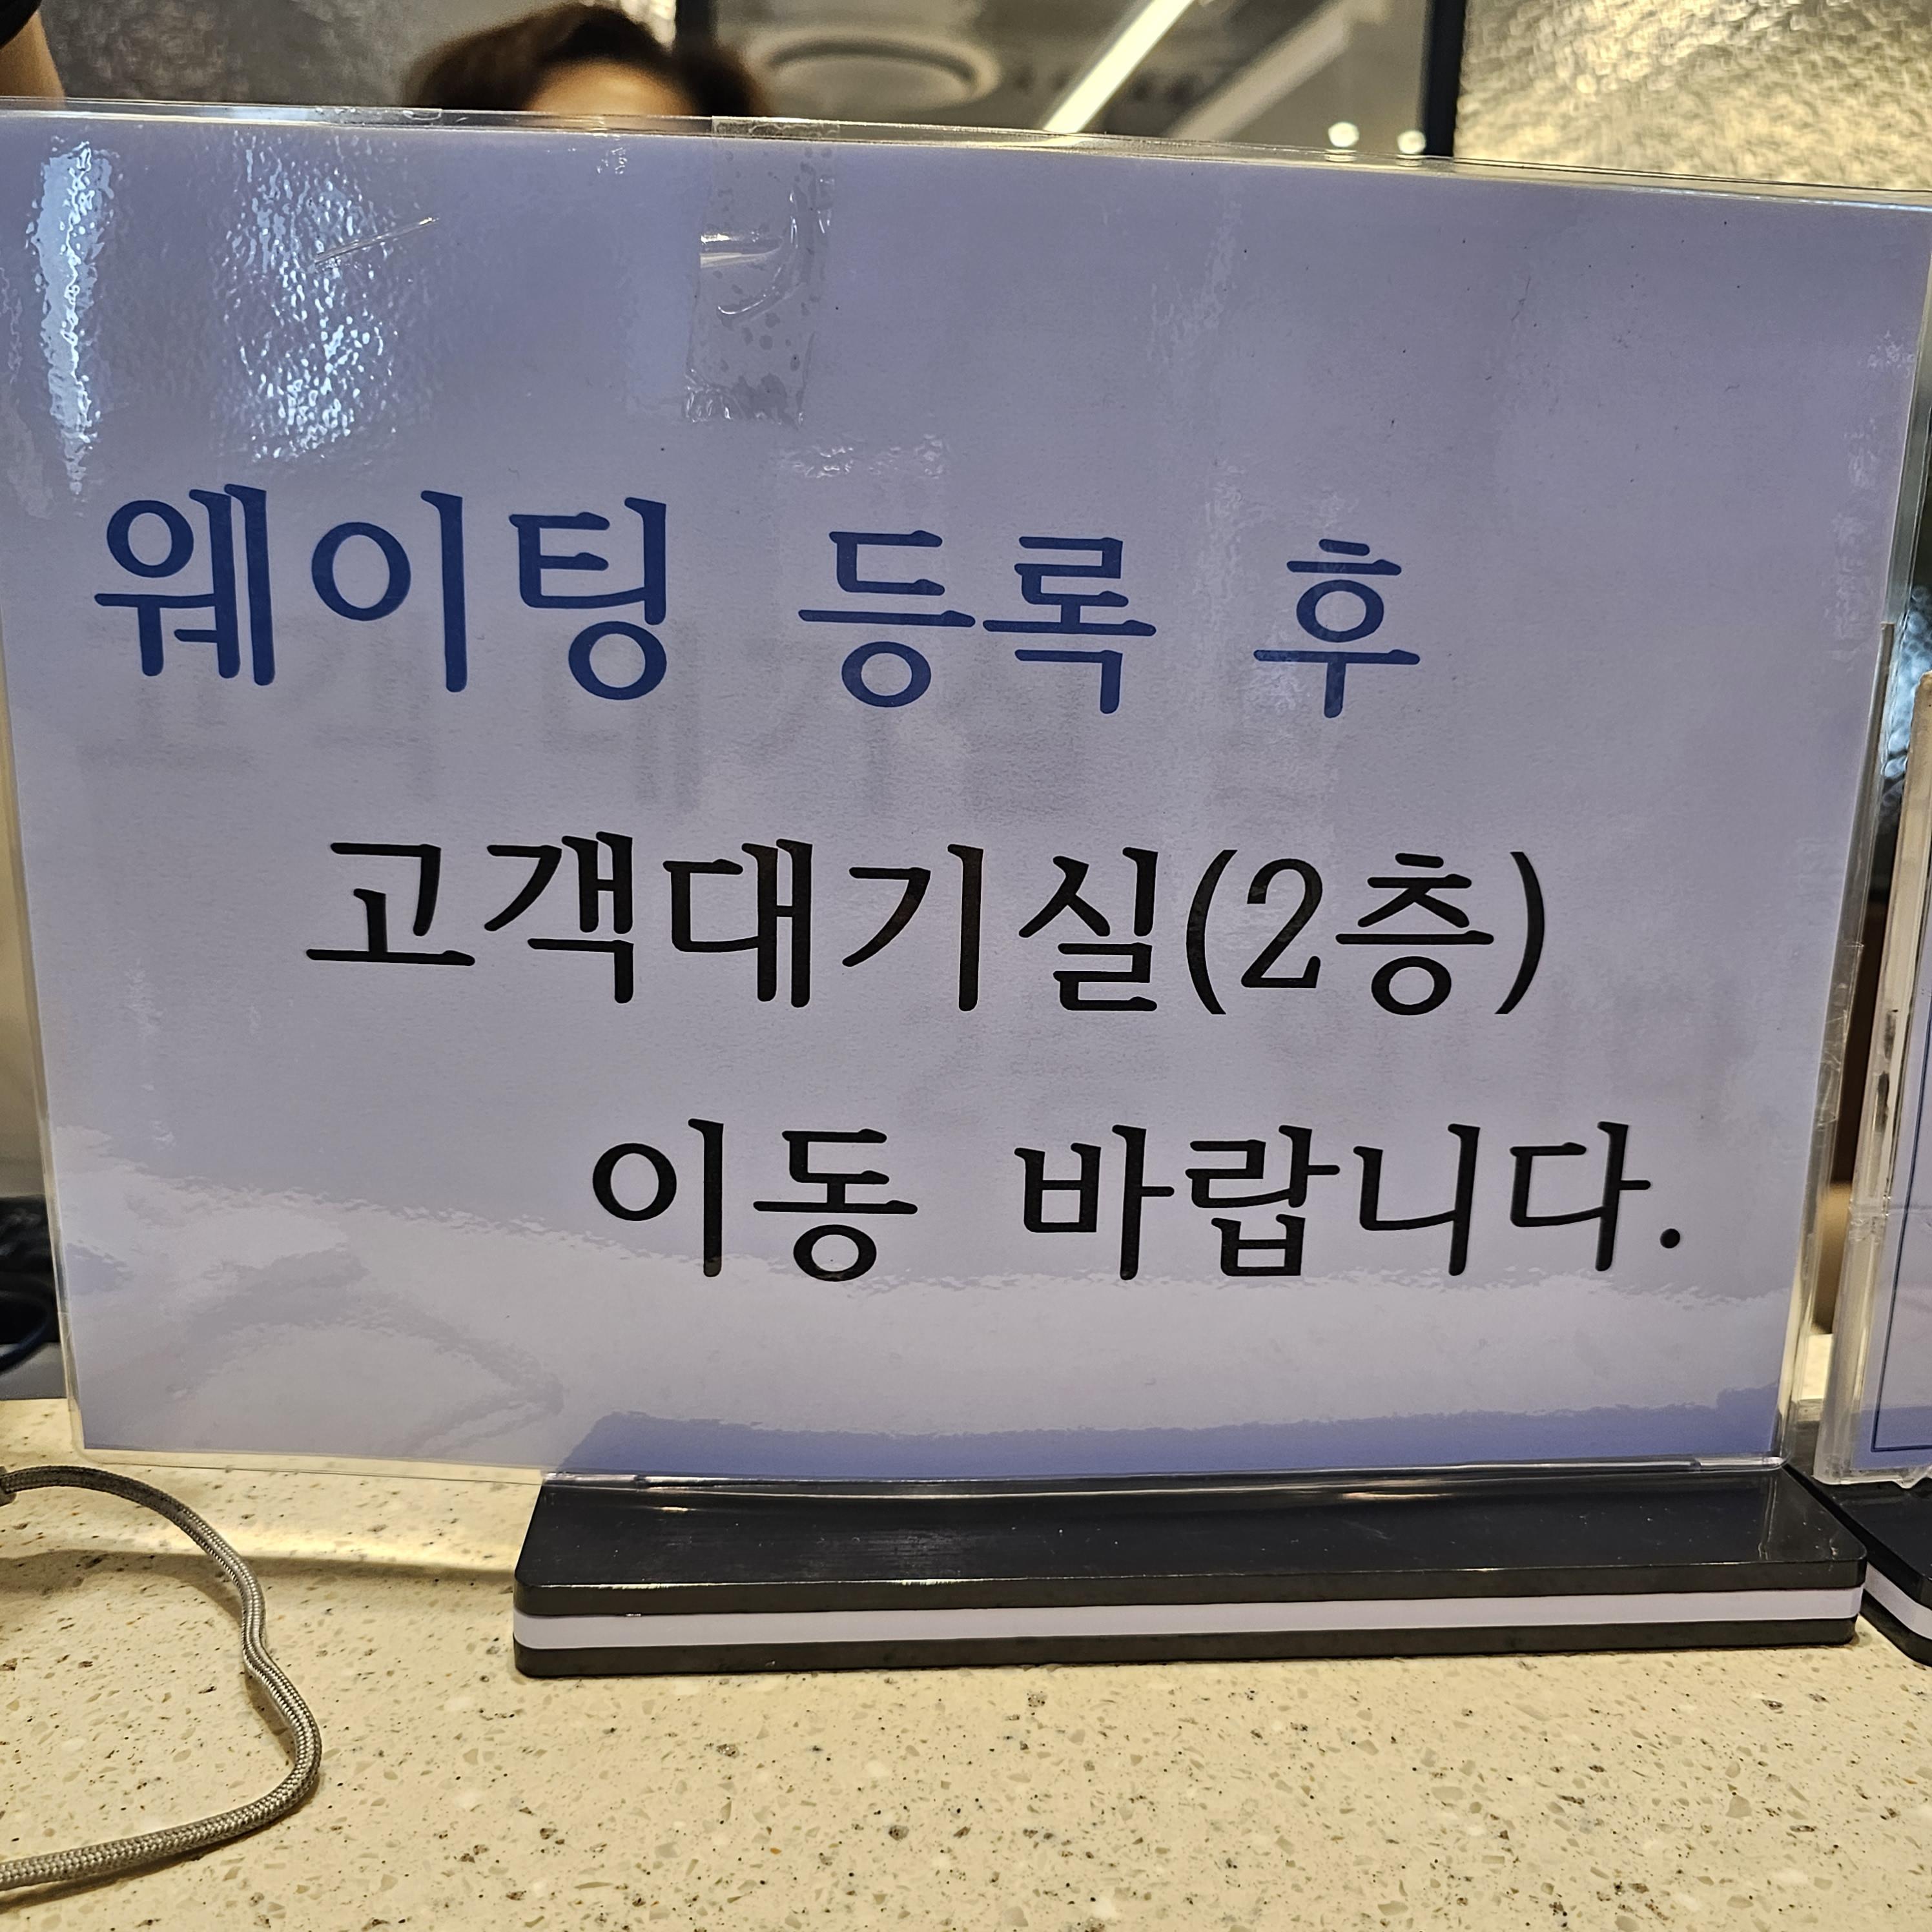 웨이팅 등록 후
고객대기실(2층)
이동 바랍니다.